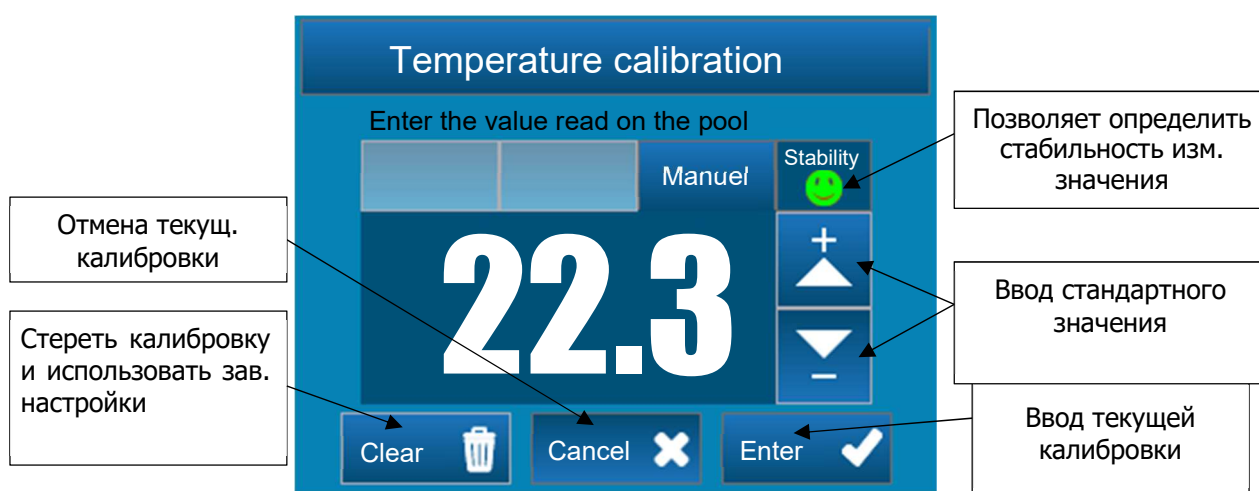 Temperature calibration
Enter the value read on the pool
Manuel
Stability
22.3
+
−
Clear
Cancel
Enter
Отмена текущ.
калибровки
Стереть калибровку
и использовать зав.
настройки
Позволяет определить
стабильность изм.
значения
Ввод стандартного
значения
Ввод текущей
калибровки